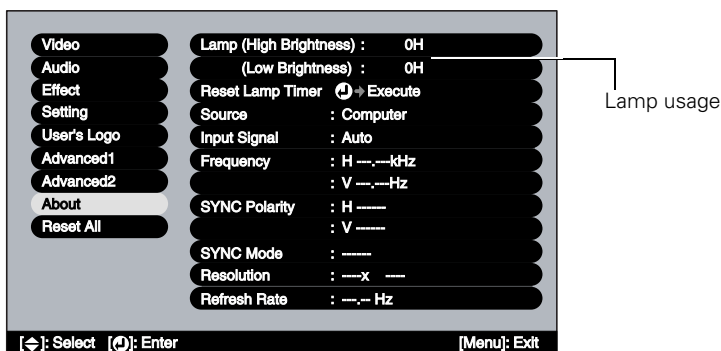 Video
Audio
Effect
Setting
User's Logo
Advanced1
Advanced2
About
Reset All
Lamp (High Brightness) : 0H
(Low Brightness) : 0H
Reset Lamp Timer Execute
Source : Computer
Input Signal : Auto
Frequency : H ---.---kHz
: V ---.---Hz
SYNC Polarity : H ------
: V ------
SYNC Mode : ------
Resolution : ----x ----
Refresh Rate : ---.-- Hz
Lamp usage
[ ]: Select [ ]: Enter [Menu]: Exit